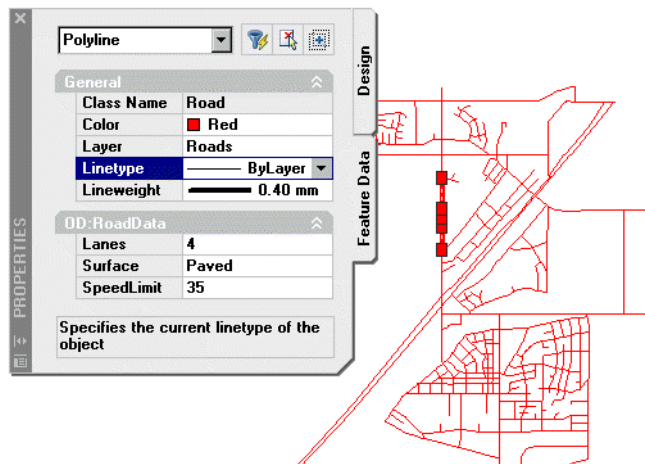 Polyline
General
Class Name Road
Color Red
Layer Roads
Linetype ByLayer
Lineweight 0.40 mm
OD:RoadData
Lanes 4
Surface Paved
SpeedLimit 35
Specifies the current linetype of the
object
Design
Feature Data
PROPERTIES